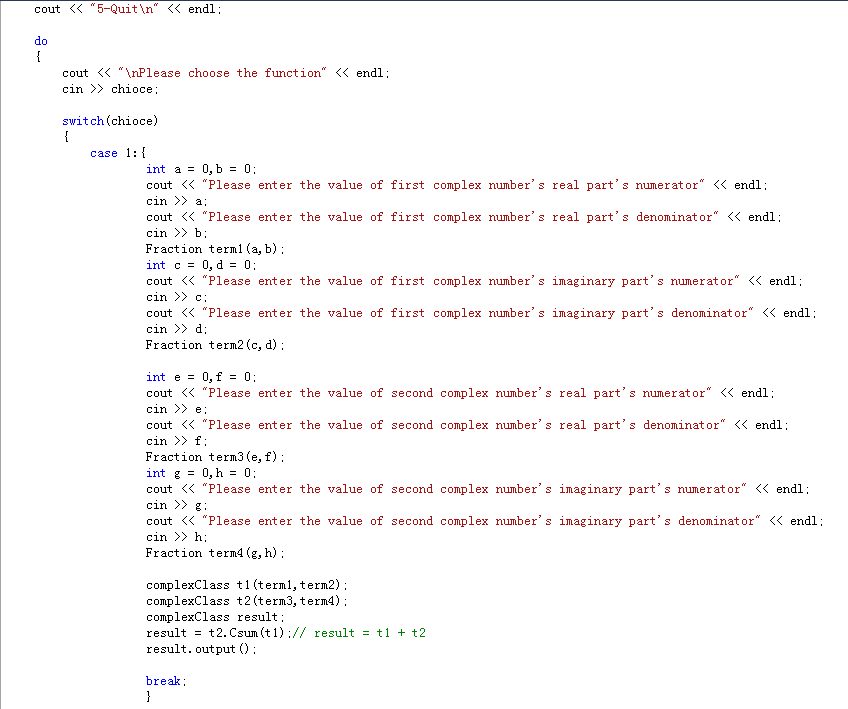 cout << "5-Quit\n" << endl;
do
{
cout << "\nPlease choose the function" << endl;
cin >> chioce;
switch(chioce)
{
case 1:{
int a = 0,b = 0;
cout << "Please enter the value of first complex number's real part's numerator" << endl;
cin >> a;
cout << "Please enter the value of first complex number's real part's denominator" << endl;
cin >> b;
Fraction term1(a,b);
int c = 0,d = 0;
cout << "Please enter the value of first complex number's imaginary part's numerator" << endl;
cin >> c;
cout << "Please enter the value of first complex number's imaginary part's denominator" << endl;
cin >> d;
Fraction term2(c,d);
int e = 0,f = 0;
cout << "Please enter the value of second complex number's real part's numerator" << endl;
cin >> e;
cout << "Please enter the value of second complex number's real part's denominator" << endl;
cin >> f;
Fraction term3(e,f);
int g = 0,h = 0;
cout << "Please enter the value of second complex number's imaginary part's numerator" << endl;
cin >> g;
cout << "Please enter the value of second complex number's imaginary part's denominator" << endl;
cin >> h;
Fraction term4(g,h);
complexClass t1(term1,term2);
complexClass t2(term3,term4);
complexClass result;
result = t2.Csum(t1);// result = t1 + t2
result.output();
break;
}